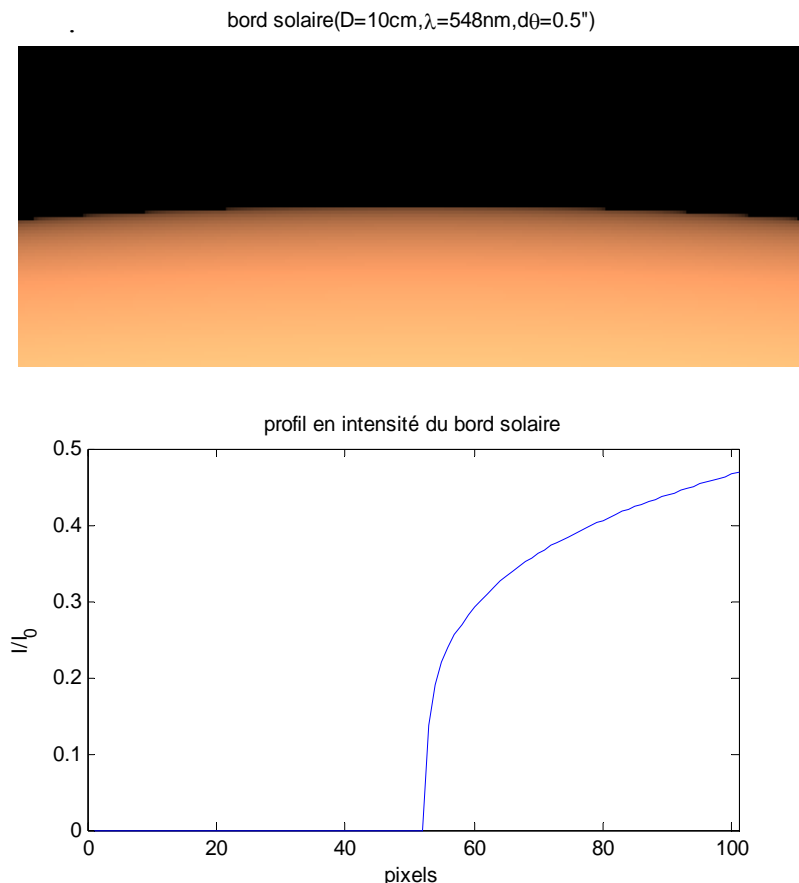 bord solaire(D=10cm,λ=548nm,dθ=0.5")
profil en intensité du bord solaire
0.5
0.4
0.3
0.2
0.1
0
I/I0
0 20 40 60 80 100
pixels